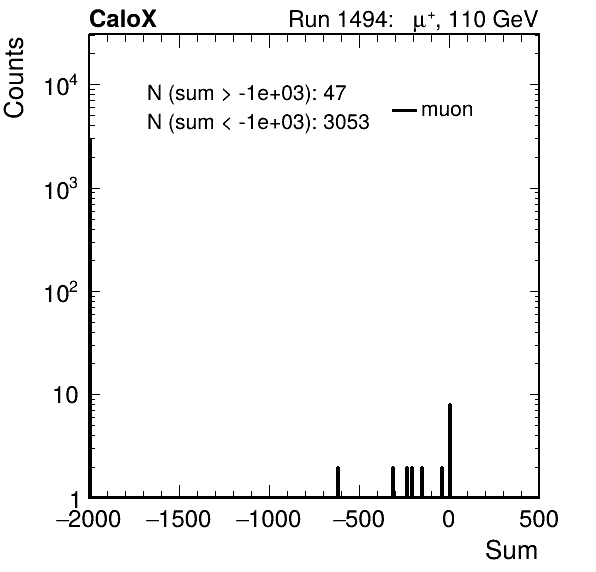 CaloX Run 1494: μ⁺, 110 GeV
Counts
N (sum > -1e+03): 47
N (sum < -1e+03): 3053
muon
10⁴
10³
10²
10
1
−2000 −1500 −1000 −500 0 500
Sum